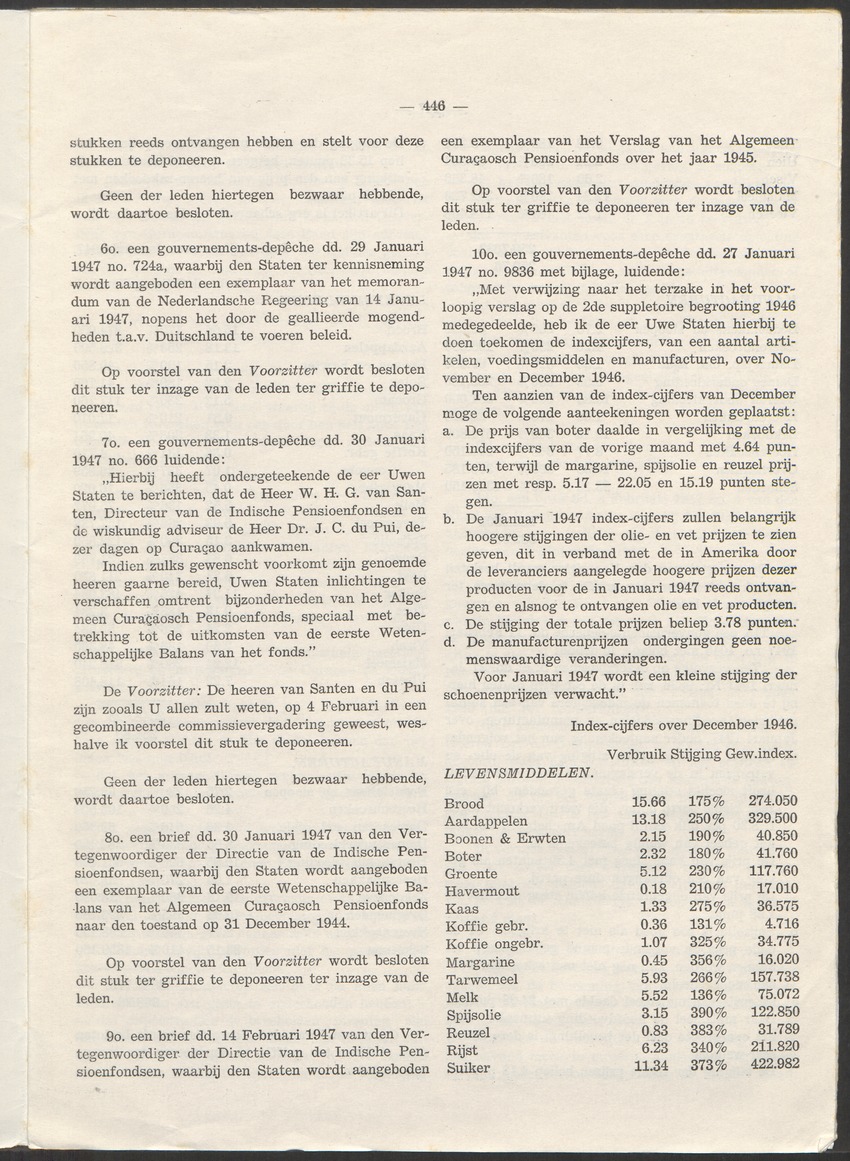 — 446 —
stukken reeds ontvangen hebben en stelt voor deze
stukken te deponeeren.
Geen der leden hiertegen bezwaar hebbende,
wordt daartoe besloten.
6o. een gouvernements-depêche dd. 29 Januari
1947 no. 724a, waarbij den Staten ter kennisneming
wordt aangeboden een exemplaar van het memoran-
dum van de Nederlandsche Regeering van 14 Janu-
ari 1947, nopens het door de geallieerde mogend-
heden t.a.v. Duitschland te voeren beleid.
Op voorstel van den Voorzitter wordt besloten
dit stuk ter inzage van de leden ter griffie te depo-
neeren.
7o. een gouvernements-depêche dd. 30 Januari
1947 no. 666 luidende:
„Hierbij heeft ondergeteekende de eer Uwen
Staten te berichten, dat de Heer W. H. G. van San-
ten, Directeur van de Indische Pensioenfondsen en
de wiskundig adviseur de Heer Dr. J. C. du Pui, de-
zer dagen op Curaçao aankwamen.
Indien zulks gewenscht voorkomt zijn genoemde
heeren gaarne bereid, Uwen Staten inlichtingen te
verschaffen omtrent bijzonderheden van het Alge-
meen Curaçaosch Pensioenfonds, speciaal met be-
trekking tot de uitkomsten van de eerste Weten-
schappelijke Balans van het fonds."
De Voorzitter: De heeren van Santen en du Pui
zijn zooals U allen zult weten, op 4 Februari in een
gecombineerde commissievergadering geweest, wes-
halve ik voorstel dit stuk te deponeeren.
Geen der leden hiertegen bezwaar hebbende,
wordt daartoe besloten.
8o. een brief dd. 30 Januari 1947 van den Ver-
tegenwoordiger der Directie van de Indische Pen-
sioenfondsen, waarbij den Staten wordt aangeboden
een exemplaar van de eerste Wetenschappelijke Ba-
lans van het Algemeen Curaçaosch Pensioenfonds
naar den toestand op 31 December 1944.
Op voorstel van den Voorzitter wordt besloten
dit stuk ter griffie te deponeeren ter inzage van de
leden.
9o. een brief dd. 14 Februari 1947 van den Ver-
tegenwoordiger der Directie van de Indische Pen-
sioenfondsen, waarbij den Staten wordt aangeboden
een exemplaar van het Verslag van het Algemeen
Curaçaosch Pensioenfonds over het jaar 1945.
Op voorstel van den Voorzitter wordt besloten
dit stuk ter griffie te deponeeren ter inzage van de
leden.
10o. een gouvernements-depêche dd. 27 Januari
1947 no. 9836 met bijlage, luidende:
„Met verwijzing naar het terzake in het voor-
loopig verslag op de 2de suppletoire begrooting 1946
medegedeelde, heb ik de eer Uwe Staten hierbij te
doen toekomen de indexcijfers, van een aantal arti-
kelen, voedingsmiddelen en manufacturen, over No-
vember en December 1946.
Ten aanzien van de index-cijfers van December
moge de volgende aanteekeningen worden geplaatst:
a. De prijs van boter daalde in vergelijking met de
indexcijfers van de vorige maand met 4.64 pun-
ten, terwijl de margarine, spijsolie en reuzel prij-
zen met resp. 5.17 — 22.05 en 15.19 punten ste-
gen.
b. De Januari 1947 index-cijfers zullen belangrijk
hoogere stijgingen der olie- en vet prijzen te zien
geven, dit in verband met de in Amerika door
de leveranciers aangelegde hoogere prijzen dezer
producten voor de in Januari 1947 reeds ontvan-
gen en alsnog te ontvangen olie en vet producten.
c. De stijging der totale prijzen beliep 3.78 punten.
d. De manufacturenprijzen ondergingen geen noe-
menswaardige veranderingen.
Voor Januari 1947 wordt een kleine stijging der
schoenenprijzen verwacht."
Index-cijfers over December 1946.
Verbruik Stijging Gew.index.
LEVENSMIDDELEN.
Brood 15.66 175% 274.050
Aardappelen 13.18 250% 329.500
Boonen & Erwten 2.15 190% 40.850
Boter 2.32 180% 41.760
Groente 5.12 230% 117.760
Havermout 0.18 210% 17.010
Kaas 1.33 275% 36.575
Koffie gebr. 0.36 131% 4.716
Koffie ongebr. 1.07 325% 34.775
Margarine 0.45 356% 16.020
Tarwemeel 5.93 266% 157.738
Melk 5.52 136% 75.072
Spijsolie 3.15 390% 122.850
Reuzel 0.83 383% 31.789
Rijst 6.23 340% 211.820
Suiker 11.34 373% 422.982